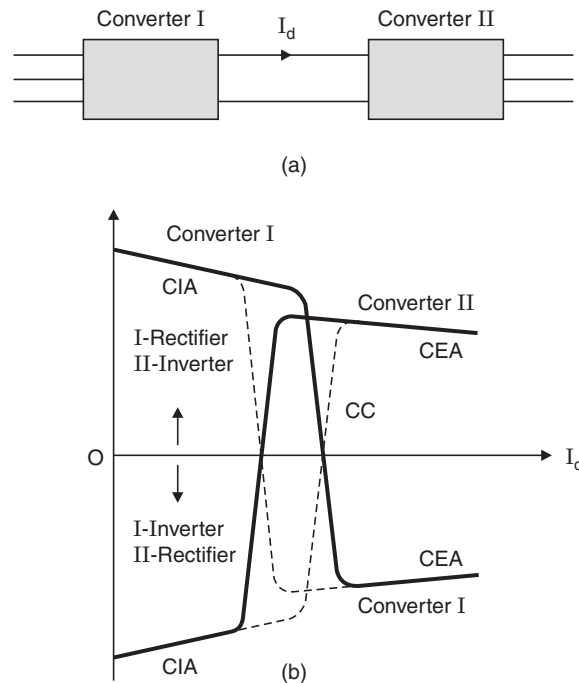 Converter I
I_d
Converter II
(a)
Converter I
CIA
Converter II
I-Rectifier
II-Inverter
CEA
CC
O
I_d
I-Inverter
II-Rectifier
CEA
Converter I
CIA
(b)